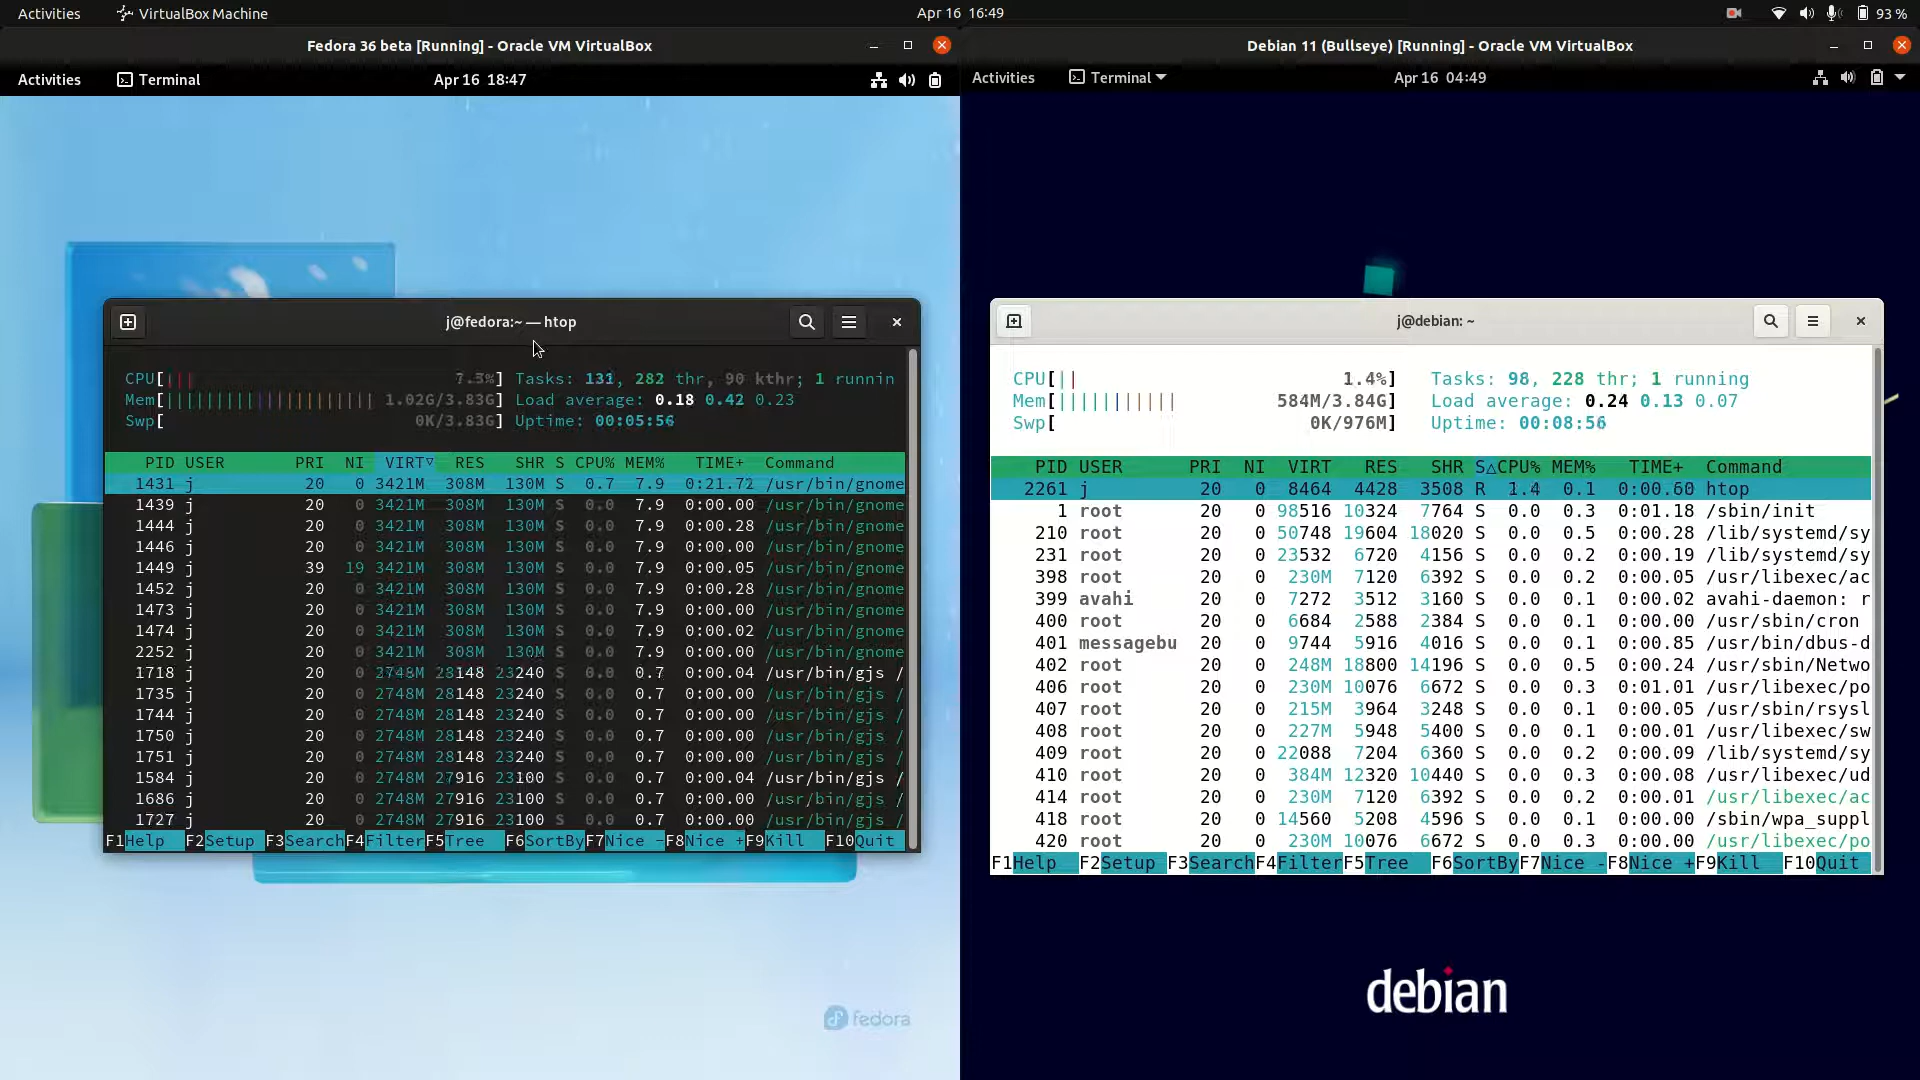 Activities VirtualBox Machine Apr 16 16:49 93 %
Fedora 36 beta [Running] - Oracle VM VirtualBox
Activities Terminal Apr 16 18:47
j@fedora:~ — htop
CPU[||| 7.3%] Tasks: 131, 282 thr, 90 kthr; 1 runnin
Mem[||||||||||||||||||||| 1.02G/3.83G] Load average: 0.18 0.42 0.23
Swp[ 0K/3.83G] Uptime: 00:05:56
PID USER PRI NI VIRT▽ RES SHR S CPU% MEM% TIME+ Command
1431 j 20 0 3421M 308M 130M S 0.7 7.9 0:21.72 /usr/bin/gnome
1439 j 20 0 3421M 308M 130M S 0.0 7.9 0:00.00 /usr/bin/gnome
1444 j 20 0 3421M 308M 130M S 0.0 7.9 0:00.28 /usr/bin/gnome
1446 j 20 0 3421M 308M 130M S 0.0 7.9 0:00.00 /usr/bin/gnome
1449 j 39 19 3421M 308M 130M S 0.0 7.9 0:00.05 /usr/bin/gnome
1452 j 20 0 3421M 308M 130M S 0.0 7.9 0:00.28 /usr/bin/gnome
1473 j 20 0 3421M 308M 130M S 0.0 7.9 0:00.00 /usr/bin/gnome
1474 j 20 0 3421M 308M 130M S 0.0 7.9 0:00.02 /usr/bin/gnome
2252 j 20 0 3421M 308M 130M S 0.0 7.9 0:00.00 /usr/bin/gnome
1718 j 20 0 2748M 28148 23240 S 0.0 0.7 0:00.04 /usr/bin/gjs /
1735 j 20 0 2748M 28148 23240 S 0.0 0.7 0:00.00 /usr/bin/gjs /
1744 j 20 0 2748M 28148 23240 S 0.0 0.7 0:00.00 /usr/bin/gjs /
1750 j 20 0 2748M 28148 23240 S 0.0 0.7 0:00.00 /usr/bin/gjs /
1751 j 20 0 2748M 28148 23240 S 0.0 0.7 0:00.00 /usr/bin/gjs /
1584 j 20 0 2748M 27916 23100 S 0.0 0.7 0:00.04 /usr/bin/gjs /
1686 j 20 0 2748M 27916 23100 S 0.0 0.7 0:00.00 /usr/bin/gjs /
1727 j 20 0 2748M 27916 23100 S 0.0 0.7 0:00.00 /usr/bin/gjs /
F1Help F2Setup F3Search F4Filter F5Tree F6SortBy F7Nice - F8Nice + F9Kill F10Quit
fedora
Debian 11 (Bullseye) [Running] - Oracle VM VirtualBox
Activities Terminal Apr 16 04:49
j@debian: ~
CPU[|| 1.4%] Tasks: 98, 228 thr; 1 running
Mem[|||||||||||| 584M/3.84G] Load average: 0.24 0.13 0.07
Swp[ 0K/976M] Uptime: 00:08:56
PID USER PRI NI VIRT RES SHR S△CPU% MEM% TIME+ Command
2261 j 20 0 8464 4428 3508 R 1.4 0.1 0:00.60 htop
1 root 20 0 98516 10324 7764 S 0.0 0.3 0:01.18 /sbin/init
210 root 20 0 50748 19604 18020 S 0.0 0.5 0:00.28 /lib/systemd/sy
231 root 20 0 23532 6720 4156 S 0.0 0.2 0:00.19 /lib/systemd/sy
398 root 20 0 230M 7120 6392 S 0.0 0.2 0:00.05 /usr/libexec/ac
399 avahi 20 0 7272 3512 3160 S 0.0 0.1 0:00.02 avahi-daemon: r
400 root 20 0 6684 2588 2384 S 0.0 0.1 0:00.00 /usr/sbin/cron
401 messagebu 20 0 9744 5916 4016 S 0.0 0.1 0:00.85 /usr/bin/dbus-d
402 root 20 0 248M 18800 14196 S 0.0 0.5 0:00.24 /usr/sbin/Netwo
406 root 20 0 230M 10076 6672 S 0.0 0.3 0:01.01 /usr/libexec/po
407 root 20 0 215M 3964 3248 S 0.0 0.1 0:00.05 /usr/sbin/rsysl
408 root 20 0 227M 5948 5400 S 0.0 0.1 0:00.01 /usr/libexec/sw
409 root 20 0 22088 7204 6360 S 0.0 0.2 0:00.09 /lib/systemd/sy
410 root 20 0 384M 12320 10440 S 0.0 0.3 0:00.08 /usr/libexec/ud
414 root 20 0 230M 7120 6392 S 0.0 0.2 0:00.01 /usr/libexec/ac
418 root 20 0 14560 5208 4596 S 0.0 0.1 0:00.00 /sbin/wpa_suppl
420 root 20 0 230M 10076 6672 S 0.0 0.3 0:00.00 /usr/libexec/po
F1Help F2Setup F3Search F4Filter F5Tree F6SortBy F7Nice - F8Nice + F9Kill F10Quit
debian